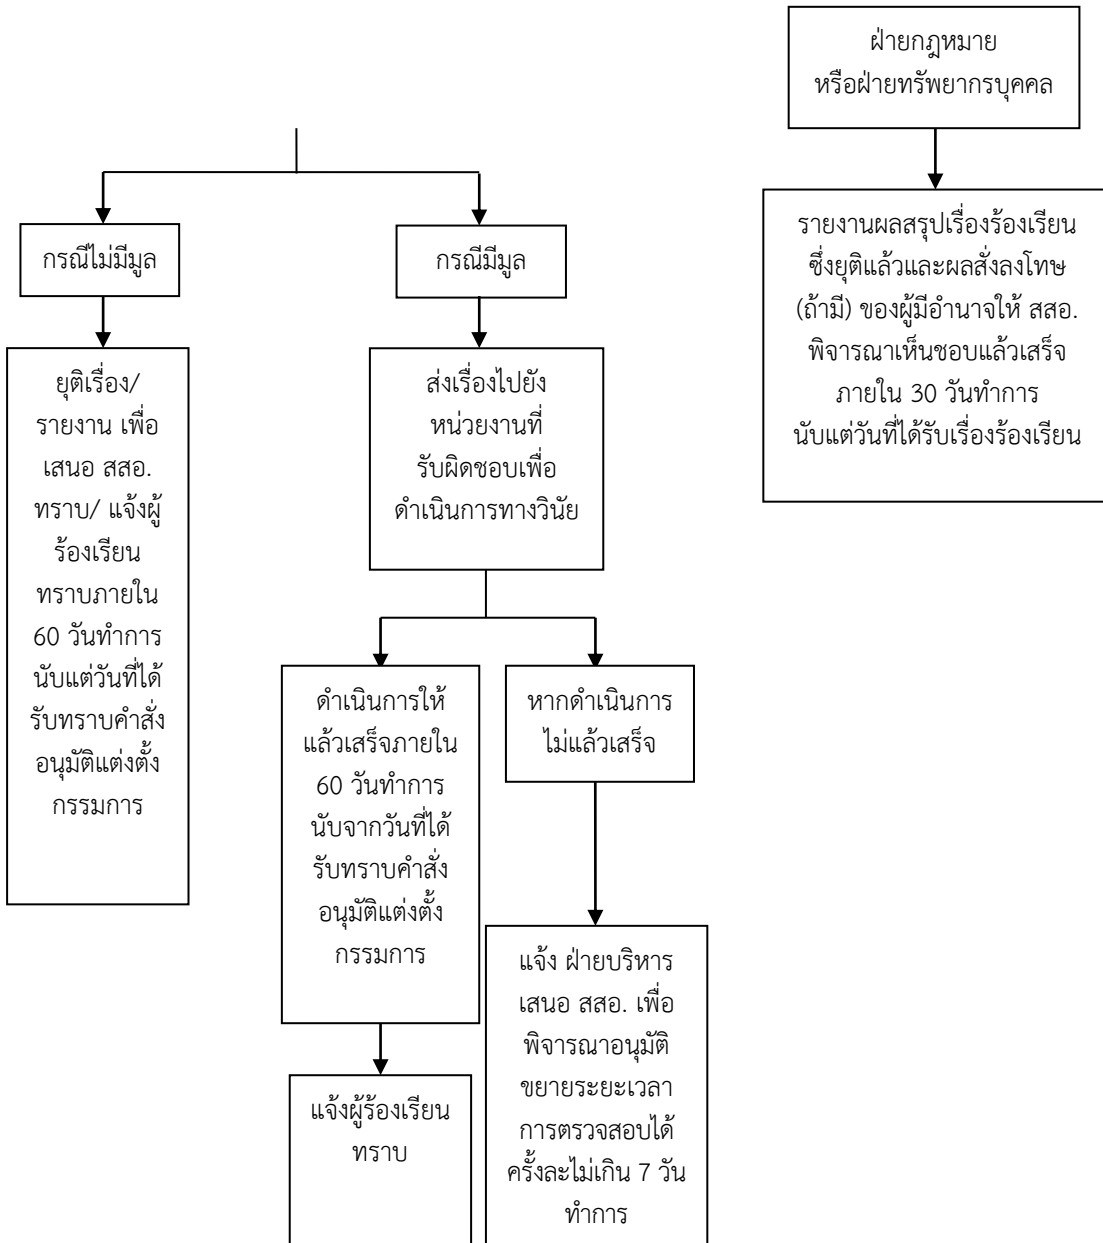 ฝ่ายกฎหมาย
หรือฝ่ายทรัพยากรบุคคล
รายงานผลสรุปเรื่องร้องเรียน
ซึ่งยุติแล้วและผลสั่งลงโทษ
(ถ้ามี) ของผู้มีอำนาจให้ สสอ.
พิจารณาเห็นชอบแล้วเสร็จ
ภายใน 30 วันทำการ
นับแต่วันที่ได้รับเรื่องร้องเรียน
กรณีไม่มีมูล
กรณีมีมูล
ยุติเรื่อง/
รายงาน เพื่อ
เสนอ สสอ.
ทราบ/ แจ้งผู้
ร้องเรียน
ทราบภายใน
60 วันทำการ
นับแต่วันที่ได้
รับทราบคำสั่ง
อนุมัติแต่งตั้ง
กรรมการ
ส่งเรื่องไปยัง
หน่วยงานที่
รับผิดชอบเพื่อ
ดำเนินการทางวินัย
ดำเนินการให้
แล้วเสร็จภายใน
60 วันทำการ
นับจากวันที่ได้
รับทราบคำสั่ง
อนุมัติแต่งตั้ง
กรรมการ
หากดำเนินการ
ไม่แล้วเสร็จ
แจ้งผู้ร้องเรียน
ทราบ
แจ้ง ฝ่ายบริหาร
เสนอ สสอ. เพื่อ
พิจารณาอนุมัติ
ขยายระยะเวลา
การตรวจสอบได้
ครั้งละไม่เกิน 7 วัน
ทำการ